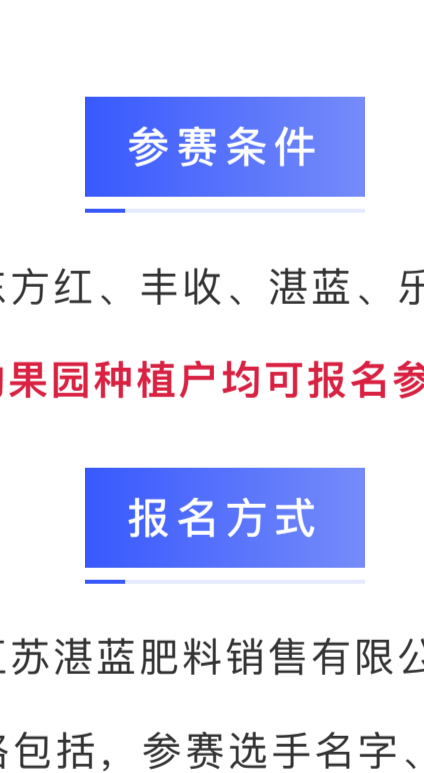 参赛条件
东方红、丰收、湛蓝、乐
果园种植户均可报名参
报名方式
江苏湛蓝肥料销售有限公
包括，参赛选手名字、